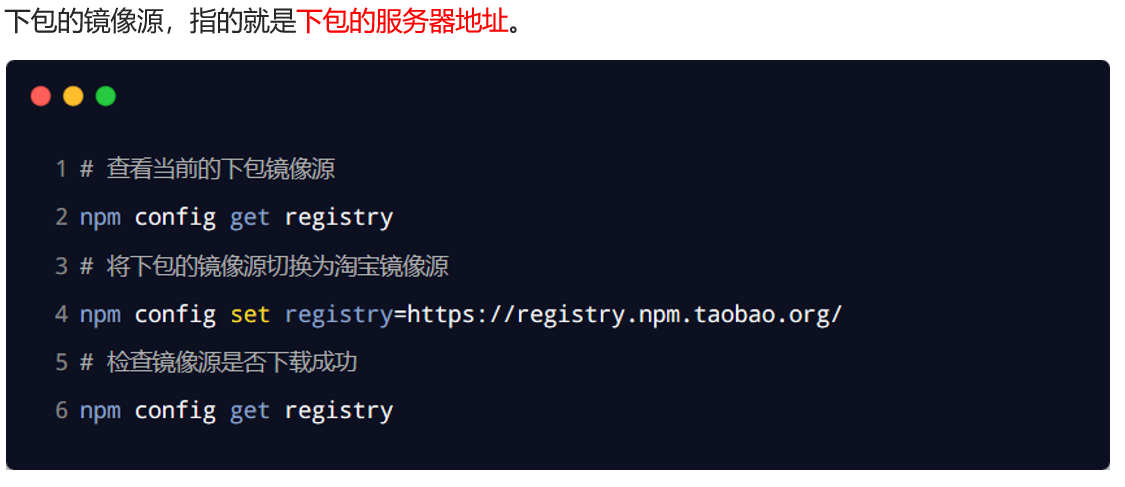 下包的镜像源，指的就是下包的服务器地址。
1 # 查看当前的下包镜像源
2 npm config get registry
3 # 将下包的镜像源切换为淘宝镜像源
4 npm config set registry=https://registry.npm.taobao.org/
5 # 检查镜像源是否下载成功
6 npm config get registry